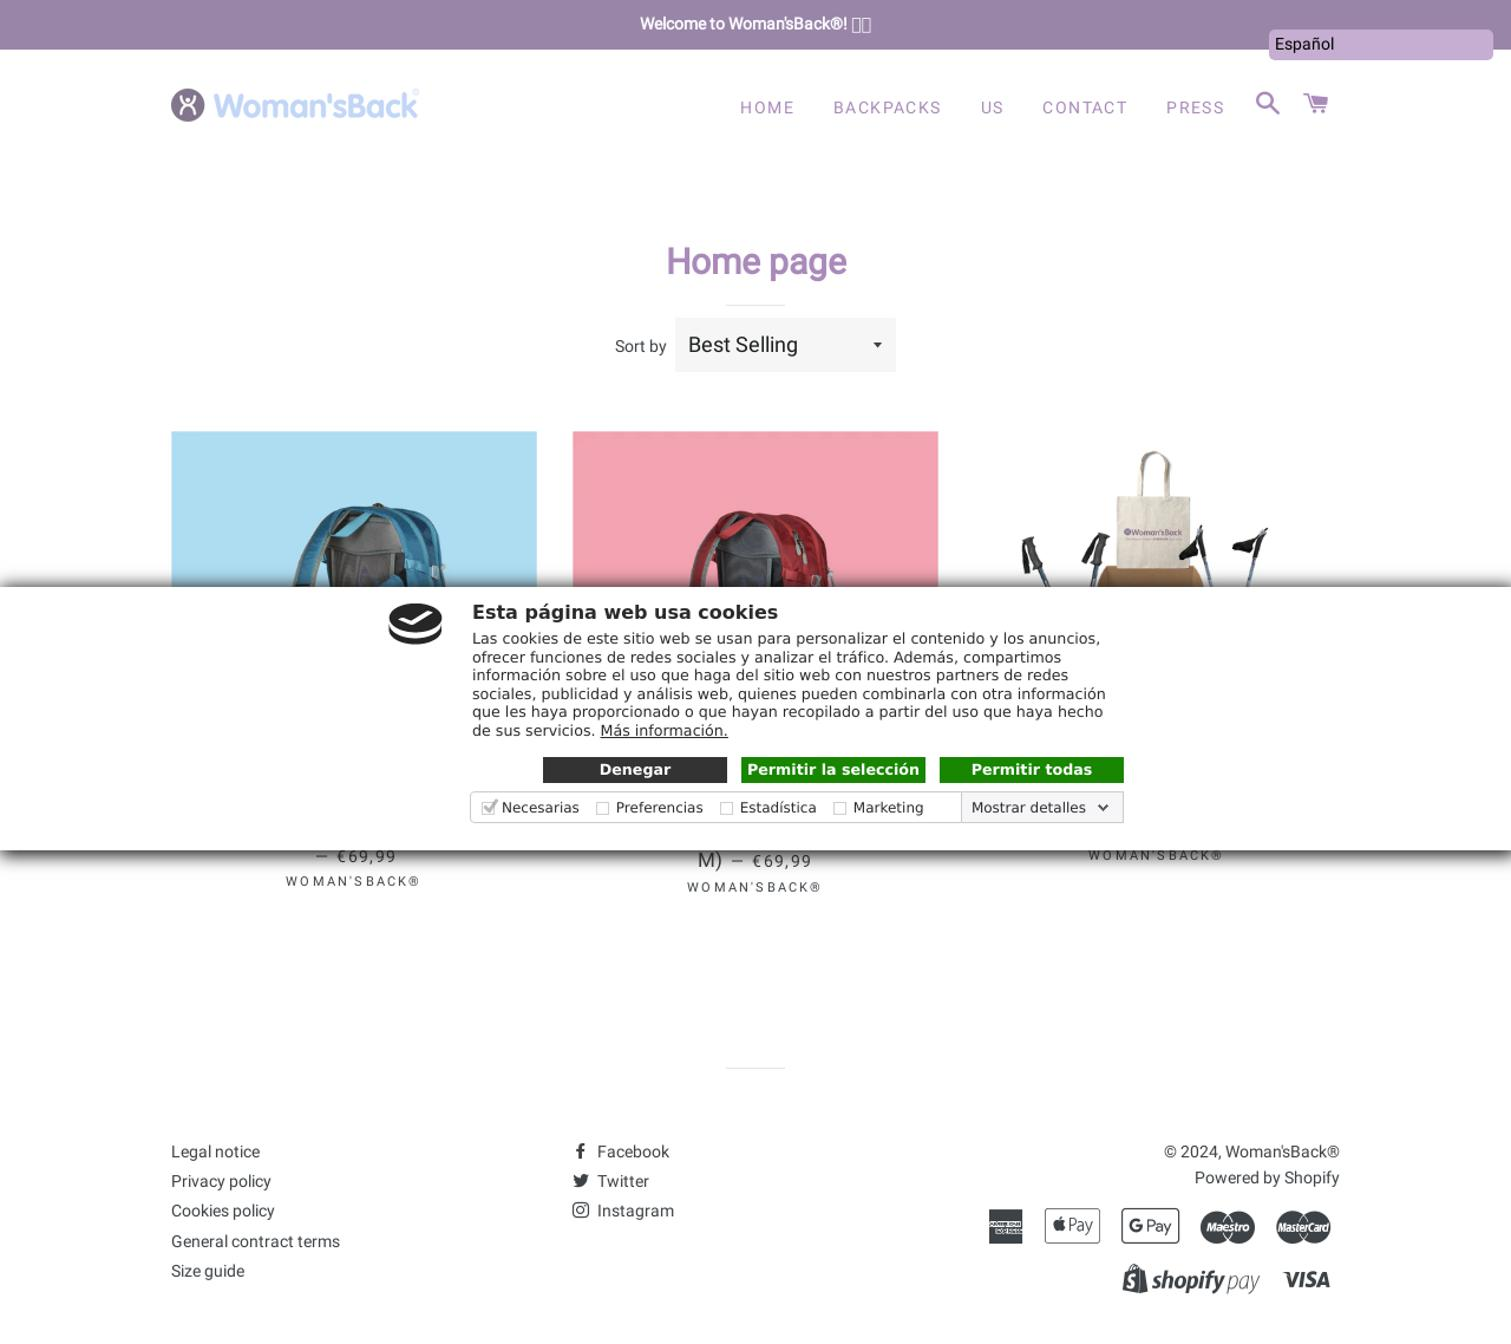 Welcome to Woman'sBack®!
Español
Woman'sBack®
HOME BACKPACKS US CONTACT PRESS
Home page
Sort by Best Selling
Woman'sBack
Esta página web usa cookies
Las cookies de este sitio web se usan para personalizar el contenido y los anuncios,
ofrecer funciones de redes sociales y analizar el tráfico. Además, compartimos
información sobre el uso que haga del sitio web con nuestros partners de redes
sociales, publicidad y análisis web, quienes pueden combinarla con otra información
que les haya proporcionado o que hayan recopilado a partir del uso que haya hecho
de sus servicios. Más información.
Denegar Permitir la selección Permitir todas
Necesarias Preferencias Estadística Marketing Mostrar detalles
— €69,99
WOMAN'SBACK®
M) — €69,99
WOMAN'SBACK®
WOMAN'SBACK®
Legal notice
Privacy policy
Cookies policy
General contract terms
Size guide
Facebook
Twitter
Instagram
© 2024, Woman'sBack®
Powered by Shopify
Pay G Pay Maestro MasterCard
shopify pay VISA